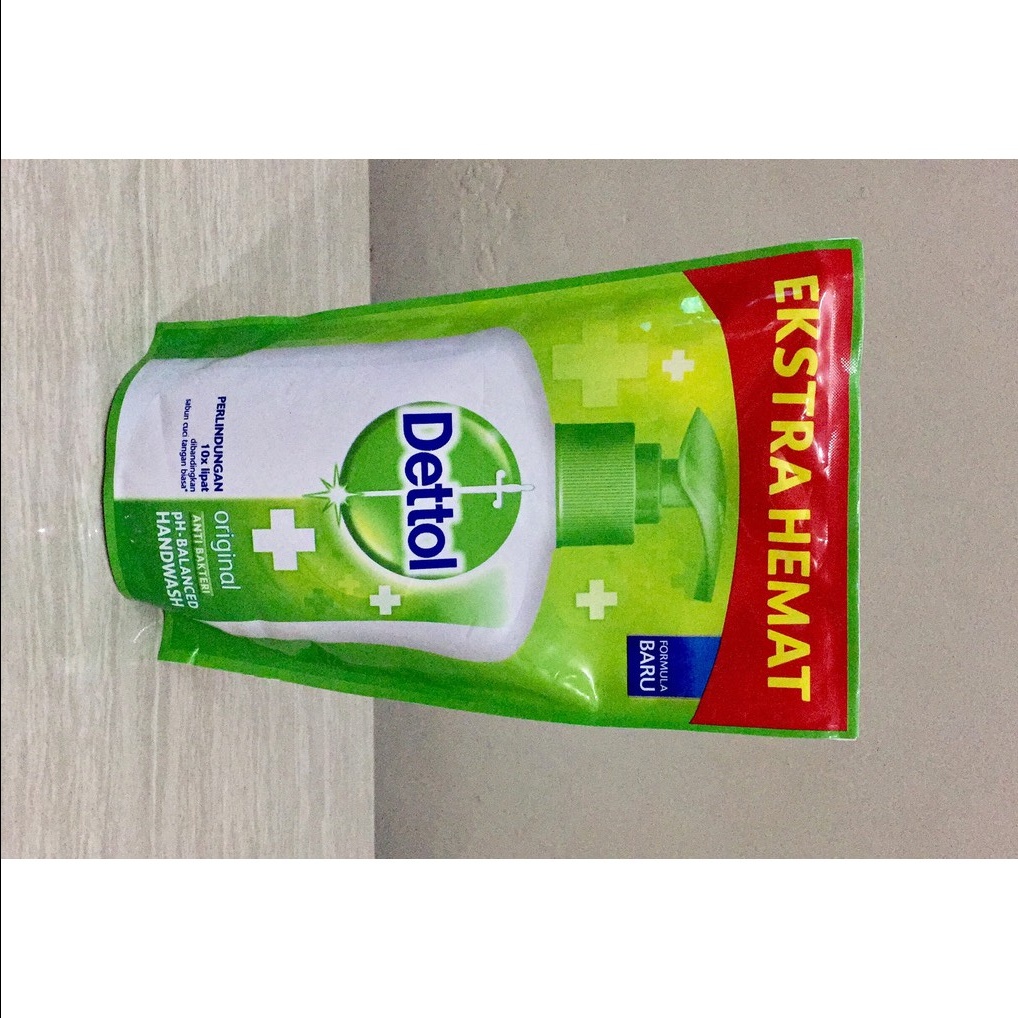 EKSTRA HEMAT
FORMULA
BARU
Dettol
PERLINDUNGAN
10x lipat
dibandingkan
sabun cuci tangan biasa*
original
ANTI BAKTERI
pH-BALANCED
HANDWASH